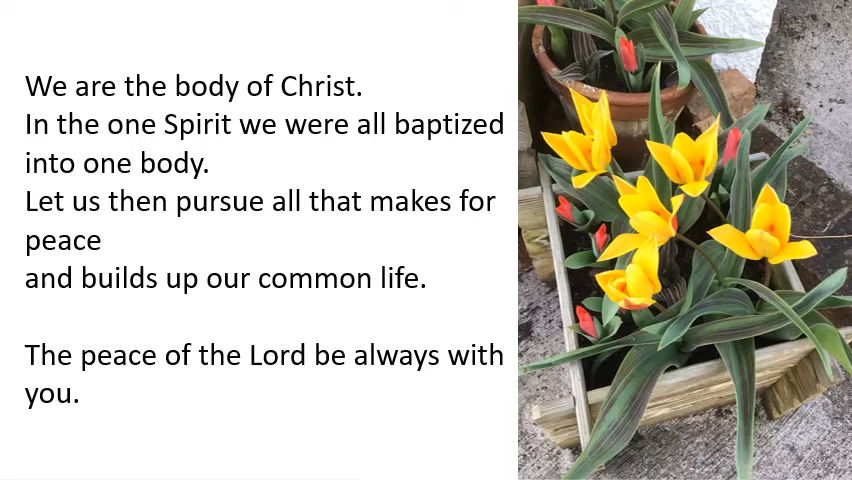 We are the body of Christ.
In the one Spirit we were all baptized
into one body.
Let us then pursue all that makes for
peace
and builds up our common life.
The peace of the Lord be always with
you.